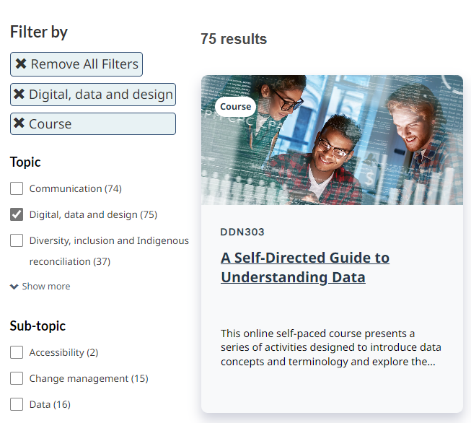 Filter by
✖ Remove All Filters
✖ Digital, data and design
✖ Course
Topic
Communication (74)
Digital, data and design (75)
Diversity, inclusion and Indigenous
reconciliation (37)
Show more
Sub-topic
Accessibility (2)
Change management (15)
Data (16)
75 results
Course
DDN303
A Self-Directed Guide to
Understanding Data
This online self-paced course presents a
series of activities designed to introduce data
concepts and terminology and explore the...